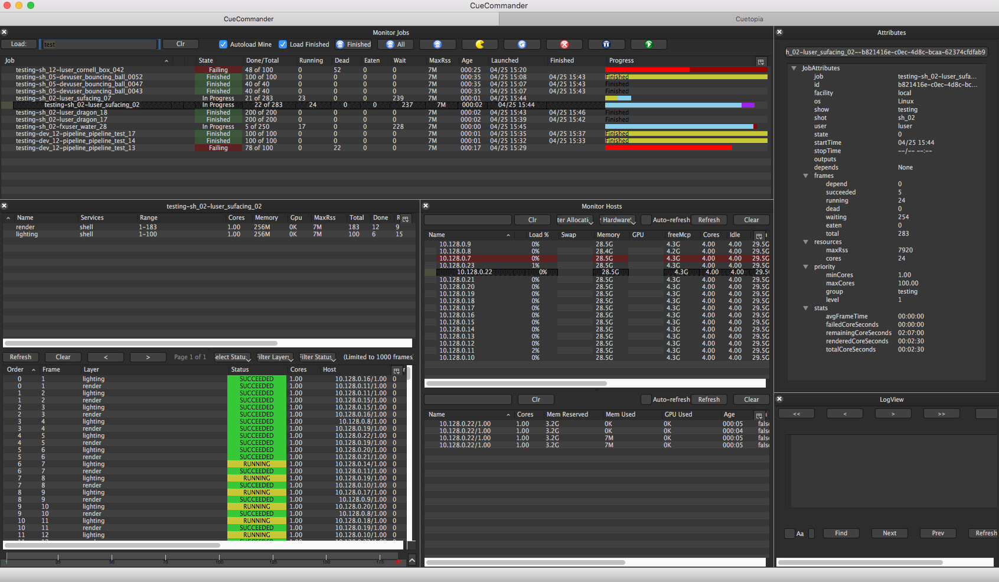 CueCommander
CueCommander Cuetopia
Monitor Jobs
Load: test Clr Autoload Mine Load Finished Finished All
Job State Done/Total Running Dead Eaten Wait MaxRss Age Launched Finished Progress
testing-sh_12-luser_cornell_box_042 Failing 48 of 100 0 52 0 0 7M 000:25 04/25 15:20
testing-sh_05-devuser_bouncing_ball_0052 Finished 100 of 100 0 0 0 0 7M 000:35 04/25 15:08 04/25 15:43 Finished
testing-sh_05-devuser_bouncing_ball_0047 Finished 40 of 40 0 0 0 0 7M 000:35 04/25 15:07 04/25 15:43 Finished
testing-sh_05-devuser_bouncing_ball_0043 Finished 40 of 40 0 0 0 0 7M 000:35 04/25 15:07 04/25 15:43 Finished
testing-sh_02-luser_sufacing_07 In Progress 21 of 283 23 0 0 239 7M 000:01 04/25 15:44
testing-sh_02-luser_sufacing_02 In Progress 22 of 283 24 0 0 237 7M 000:02 04/25 15:44
testing-sh_02-luser_dragon_18 Finished 200 of 200 0 0 0 0 7M 000:02 04/25 15:43 04/25 15:46 Finished
testing-sh_02-luser_dragon_17 Finished 200 of 200 0 0 0 0 7M 000:02 04/25 15:39 04/25 15:42 Finished
testing-sh_02-fxuser_water_28 In Progress 5 of 250 17 0 0 228 7M 000:00 04/25 15:45
testing-dev_12-pipeline_pipeline_test_17 Finished 100 of 100 0 0 0 0 7M 000:01 04/25 15:35 04/25 15:37 Finished
testing-dev_12-pipeline_pipeline_test_14 Finished 100 of 100 0 0 0 0 7M 000:01 04/25 15:32 04/25 15:33 Finished
testing-dev_12-pipeline_pipeline_test_13 Failing 78 of 100 0 22 0 0 7M 000:17 04/25 15:29
testing-sh_02-luser_sufacing_02
Name Services Range Cores Memory Gpu MaxRss Total Done R
render shell 1-183 1.00 256M 0K 7M 183 12 9
lighting shell 1-100 1.00 256M 0K 7M 100 6 15
Refresh Clear < > Page 1 of 1 elect Statu ilter Layer ilter Status (Limited to 1000 frames
Order Frame Layer Status Cores Host r
0 1 lighting SUCCEEDED 1.00 10.128.0.16/1.00 0
0 1 render SUCCEEDED 1.00 10.128.0.11/1.00 0
1 2 lighting SUCCEEDED 1.00 10.128.0.11/1.00 0
1 2 render SUCCEEDED 1.00 10.128.0.15/1.00 0
2 3 lighting SUCCEEDED 1.00 10.128.0.15/1.00 0
2 3 render SUCCEEDED 1.00 10.128.0.16/1.00 0
3 4 lighting SUCCEEDED 1.00 10.128.0.8/1.00 0
3 4 render SUCCEEDED 1.00 10.128.0.19/1.00 0
4 5 lighting SUCCEEDED 1.00 10.128.0.22/1.00 0
4 5 render SUCCEEDED 1.00 10.128.0.19/1.00 0
5 6 lighting SUCCEEDED 1.00 10.128.0.20/1.00 0
5 6 render SUCCEEDED 1.00 10.128.0.21/1.00 0
6 7 lighting RUNNING 1.00 10.128.0.14/1.00 0
6 7 render SUCCEEDED 1.00 10.128.0.11/1.00 0
7 8 lighting RUNNING 1.00 10.128.0.19/1.00 0
7 8 render SUCCEEDED 1.00 10.128.0.10/1.00 0
8 9 lighting RUNNING 1.00 10.128.0.17/1.00 0
8 9 render SUCCEEDED 1.00 10.128.0.9/1.00 0
9 10 lighting RUNNING 1.00 10.128.0.20/1.00 0
9 10 render SUCCEEDED 1.00 10.128.0.8/1.00 0
10 11 lighting RUNNING 1.00 10.128.0.18/1.00 0
10 11 render SUCCEEDED 1.00 10.128.0.19/1.00 0
11 12 lighting RUNNING 1.00 10.128.0.10/1.00 0
1 25 50 75 100 125 150 175
Monitor Hosts
Clr ter Allocati r Hardware Auto-refresh Refresh Clear
Name Load % Swap Memory GPU freeMcp Cores Idle
10.128.0.9 0% 28.5G 4.3G 4.00 4.00 29.5G
10.128.0.8 0% 28.4G 4.2G 4.00 4.00 29.5G
10.128.0.7 0% 28.5G 4.3G 4.00 4.00 29.5G
10.128.0.23 1% 28.5G 4.3G 4.00 4.00 29.5G
10.128.0.22 0% 28.5G 4.3G 4.00 4.00 29.5
10.128.0.21 0% 28.5G 4.3G 4.00 4.00 29.5G
10.128.0.20 0% 28.5G 4.3G 4.00 4.00 29.5G
10.128.0.19 0% 28.5G 4.3G 4.00 4.00 29.5G
10.128.0.18 0% 28.5G 4.3G 4.00 4.00 29.5G
10.128.0.17 0% 28.5G 4.3G 4.00 4.00 29.5G
10.128.0.16 0% 28.5G 4.3G 4.00 4.00 29.5G
10.128.0.15 0% 28.5G 4.3G 4.00 4.00 29.5G
10.128.0.14 0% 28.5G 4.3G 4.00 4.00 29.5G
10.128.0.13 0% 28.5G 4.3G 4.00 4.00 29.5G
10.128.0.12 0% 28.5G 4.3G 4.00 4.00 29.5G
10.128.0.11 2% 28.5G 4.3G 4.00 4.00 29.5G
10.128.0.10 0% 28.5G 4.3G 4.00 4.00 29.5G
Clr Auto-refresh Refresh Clear
Name Cores Mem Reserved Mem Used GPU Used Age
10.128.0.22/1.00 1.00 3.2G 0K 0K 000:05 false
10.128.0.22/1.00 1.00 3.2G 0K 0K 000:04 false
10.128.0.22/1.00 1.00 3.2G 7M 0K 000:05 false
10.128.0.22/1.00 1.00 3.2G 7M 0K 000:05 false
Attributes
h_02-luser_sufacing_02--b821416e-c0ec-4d8c-bcaa-62374cfdfab9
JobAttributes
job testing-sh_02-luser_sufa...
id b821416e-c0ec-4d8c-bc...
facility local
os Linux
show testing
shot sh_02
user luser
state 0
startTime 04/25 15:44
stopTime --/-- --:--
outputs
depends None
frames
depend 0
succeeded 5
running 24
dead 0
waiting 254
eaten 0
total 283
resources
maxRss 7920
cores 24
priority
minCores 1.00
maxCores 100.00
group testing
level 1
stats
avgFrameTime 00:00:00
failedCoreSeconds 00:00:00
remainingCoreSeconds 02:07:00
renderedCoreSeconds 00:02:30
totalCoreSeconds 00:02:30
LogView
<< < > >>
Aa Find Next Prev Refresh